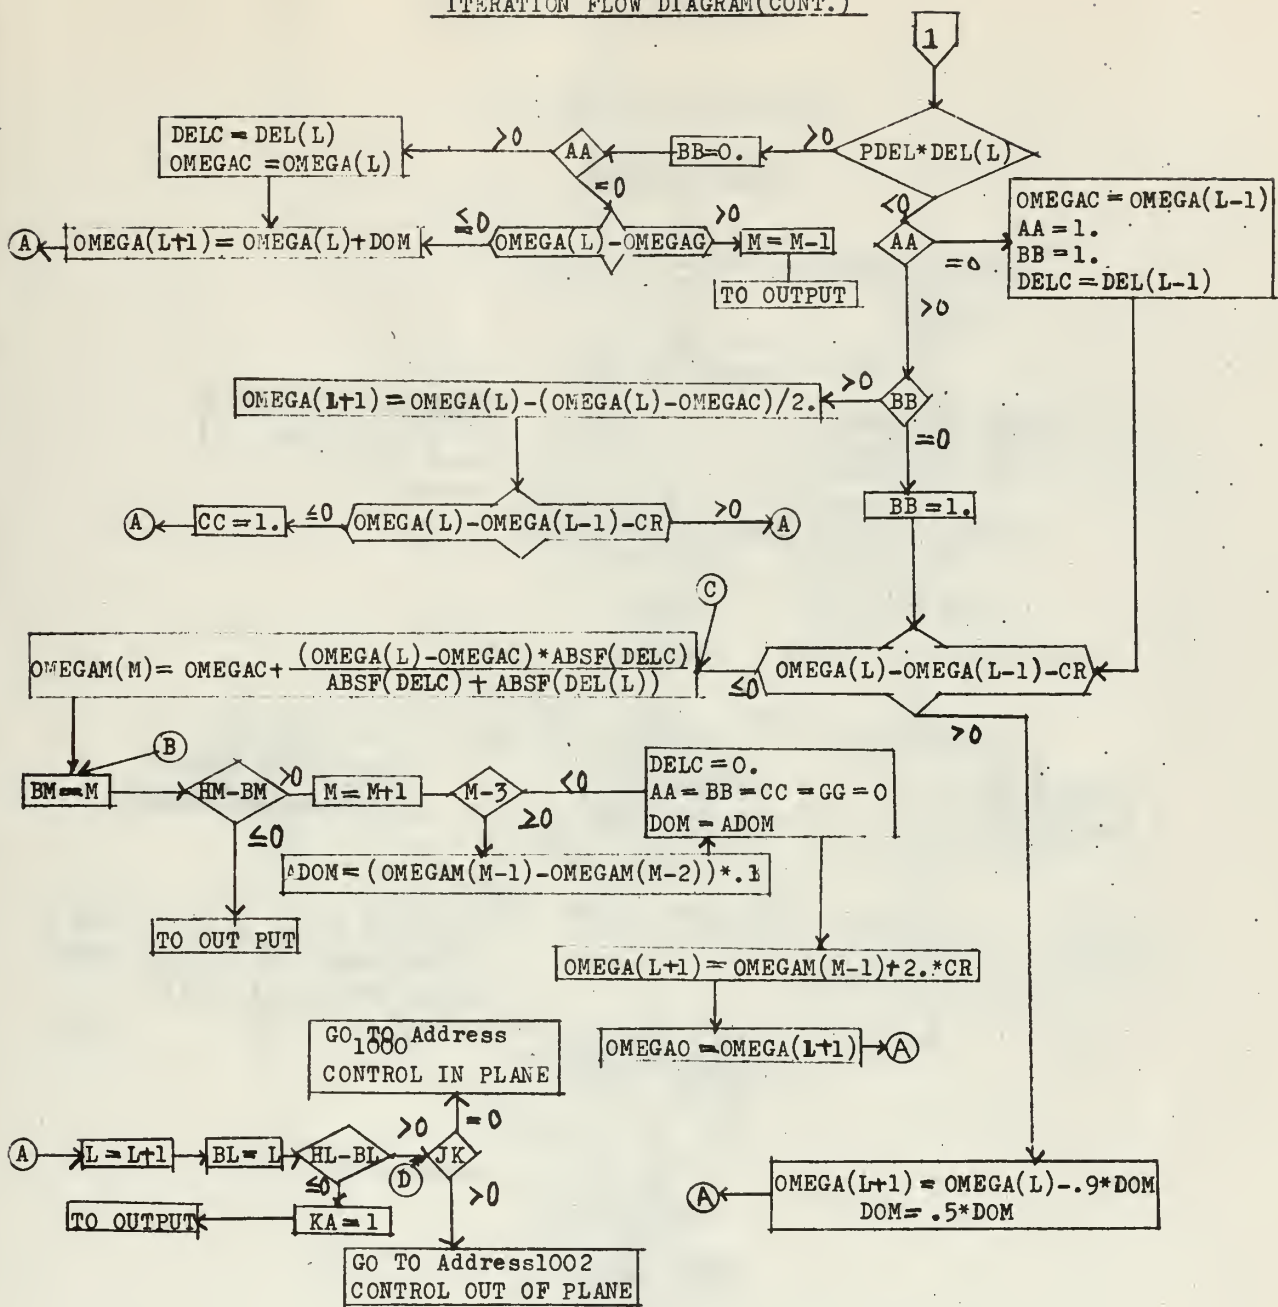 ITERATION FLOW DIAGRAM(CONT.)
1
PDEL*DEL(L)
>0
BB=0.
AA
>0
DELC = DEL(L)
OMEGAC = OMEGA(L)
=0
OMEGA(L)-OMEGAG
>0
M = M-1
TO OUTPUT
≤0
OMEGA(L+1) = OMEGA(L)+DOM
A
<0
AA
=0
OMEGAC = OMEGA(L-1)
AA = 1.
BB = 1.
DELC = DEL(L-1)
>0
BB
>0
OMEGA(L+1) = OMEGA(L)-(OMEGA(L)-OMEGAC)/2.
=0
BB = 1.
A
CC = 1.
≤0
OMEGA(L)-OMEGA(L-1)-CR
>0
A
C
OMEGAM(M) = OMEGAC+ (OMEGA(L)-OMEGAC)*ABSF(DELC)
ABSF(DELC) + ABSF(DEL(L))
≤0
OMEGA(L)-OMEGA(L-1)-CR
>0
B
BM = M
HM-BM
>0
M = M+1
M-3
<0
DELC = 0.
AA = BB = CC = GG = 0
DOM = ADOM
≤0
≥0
ADOM = (OMEGAM(M-1)-OMEGAM(M-2))*.1
TO OUT PUT
OMEGA(L+1) = OMEGAM(M-1)+2.*CR
OMEGAO = OMEGA(L+1)
A
GO TO Address
1000
CONTROL IN PLANE
=0
A
L = L+1
BL = L
HL-BL
>0
D
JK
≤0
>0
KA = 1
TO OUTPUT
GO TO Address1002
CONTROL OUT OF PLANE
A
OMEGA(L+1) = OMEGA(L)-.9*DOM
DOM = .5*DOM